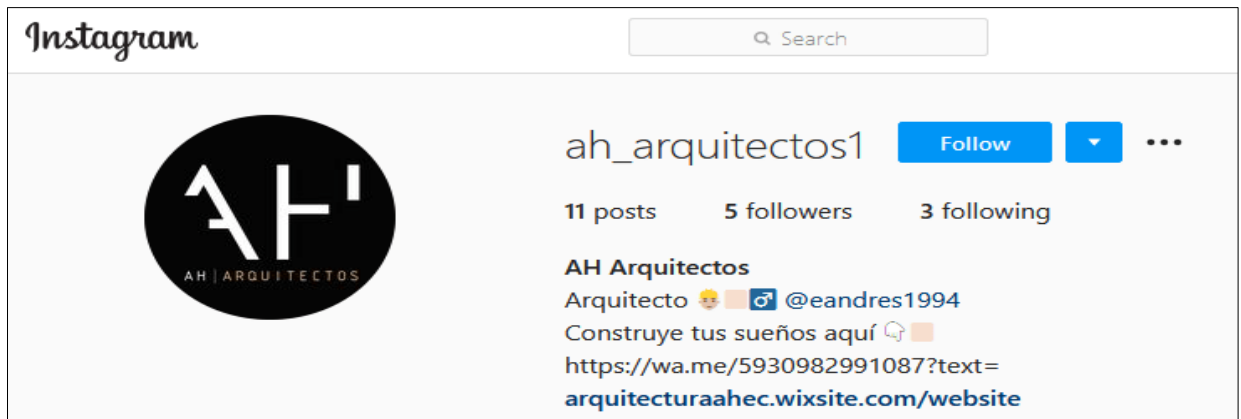 Instagram
Search
ah_arquitectos1 Follow
11 posts 5 followers 3 following
AH
AH | ARQUITECTOS
AH Arquitectos
Arquitecto 👷🏼‍♂️ @eandres1994
Construye tus sueños aquí 👇🏼
https://wa.me/5930982991087?text=
arquitecturaahec.wixsite.com/website